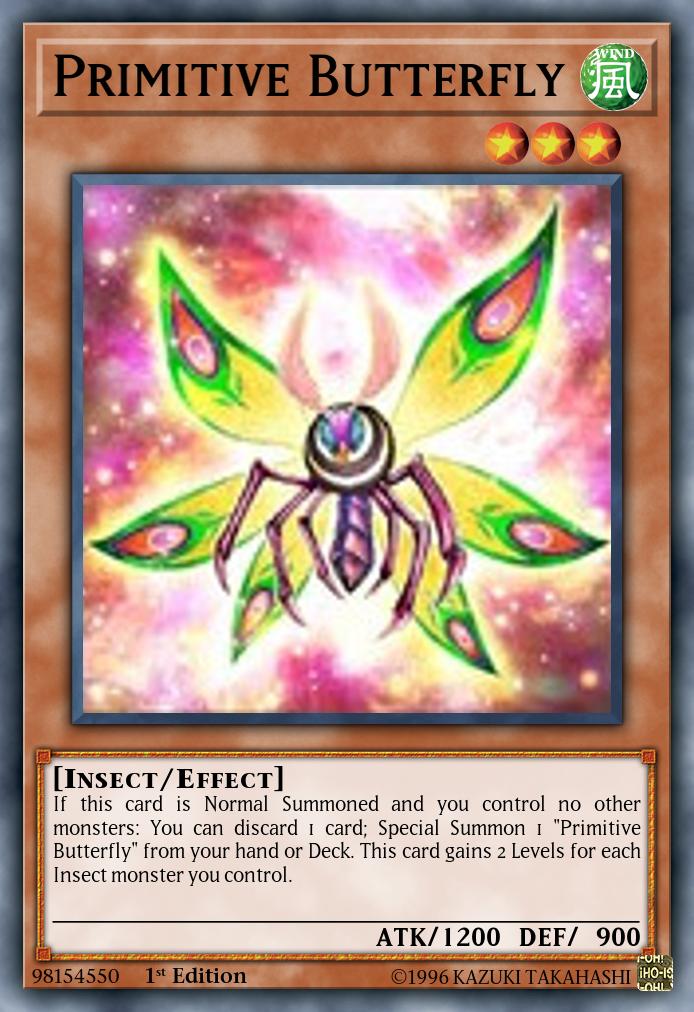 PRIMITIVE BUTTERFLY
WIND
風
[INSECT/EFFECT]
If this card is Normal Summoned and you control no other
monsters: You can discard 1 card; Special Summon 1 "Primitive
Butterfly" from your hand or Deck. This card gains 2 Levels for each
Insect monster you control.
ATK/1200 DEF/ 900
98154550 1st Edition ©1996 KAZUKI TAKAHASHI